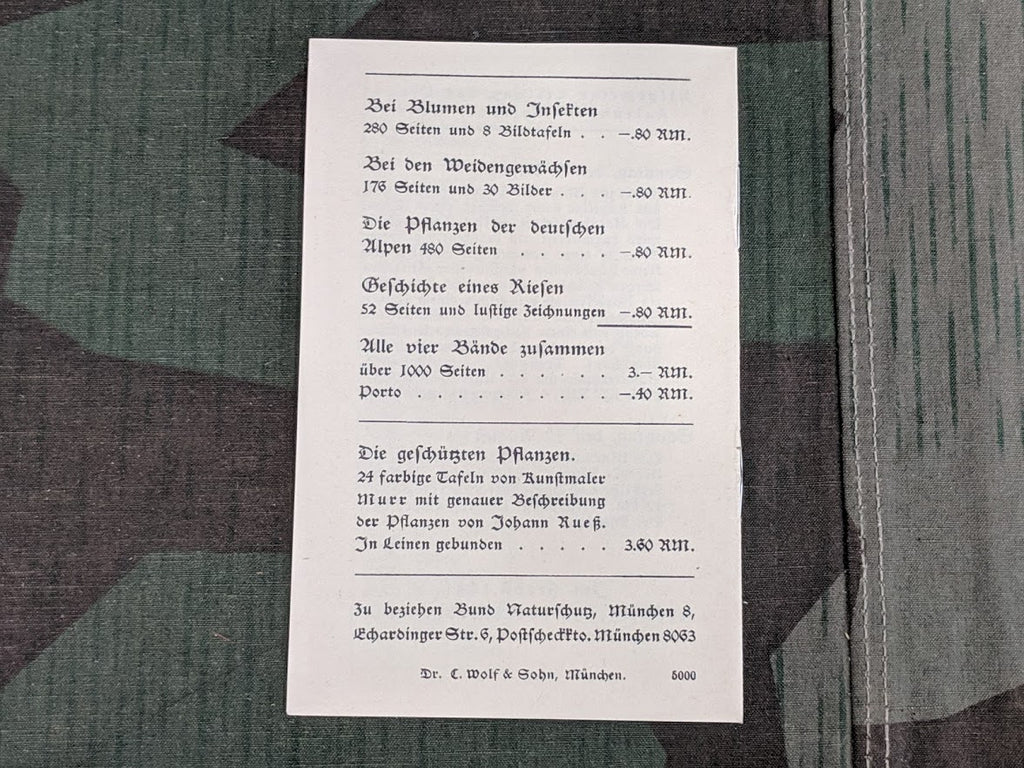 Bei Blumen und Insekten
280 Seiten und 8 Bildtafeln . . —.80 RM.
Bei den Weidengewächsen
176 Seiten und 30 Bilder . . . —.80 RM.
Die Pflanzen der deutschen
Alpen 480 Seiten . . . . . —.80 RM.
Geschichte eines Riesen
52 Seiten und lustige Zeichnungen —.80 RM.
Alle vier Bände zusammen
über 1000 Seiten . . . . . . 3.— RM.
Porto . . . . . . . . . . —.40 RM.
Die geschützten Pflanzen.
24 farbige Tafeln von Kunstmaler
Murr mit genauer Beschreibung
der Pflanzen von Johann Rueß.
In Leinen gebunden . . . . . 3.60 RM.
Zu beziehen Bund Naturschutz, München 8,
Echardinger Str. 6, Postscheckkto. München 8063
Dr. C. Wolf & Sohn, München. 5000